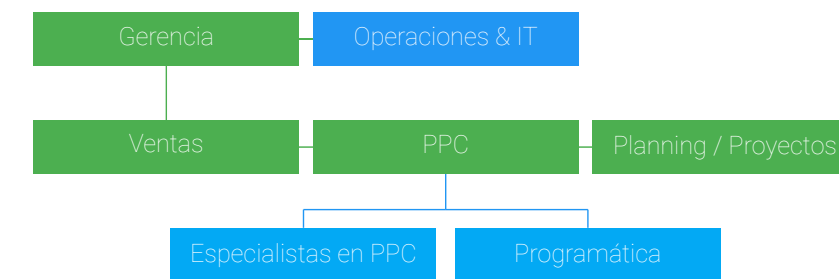 Gerencia
Operaciones & IT
Ventas
PPC
Planning / Proyectos
Especialistas en PPC
Programática